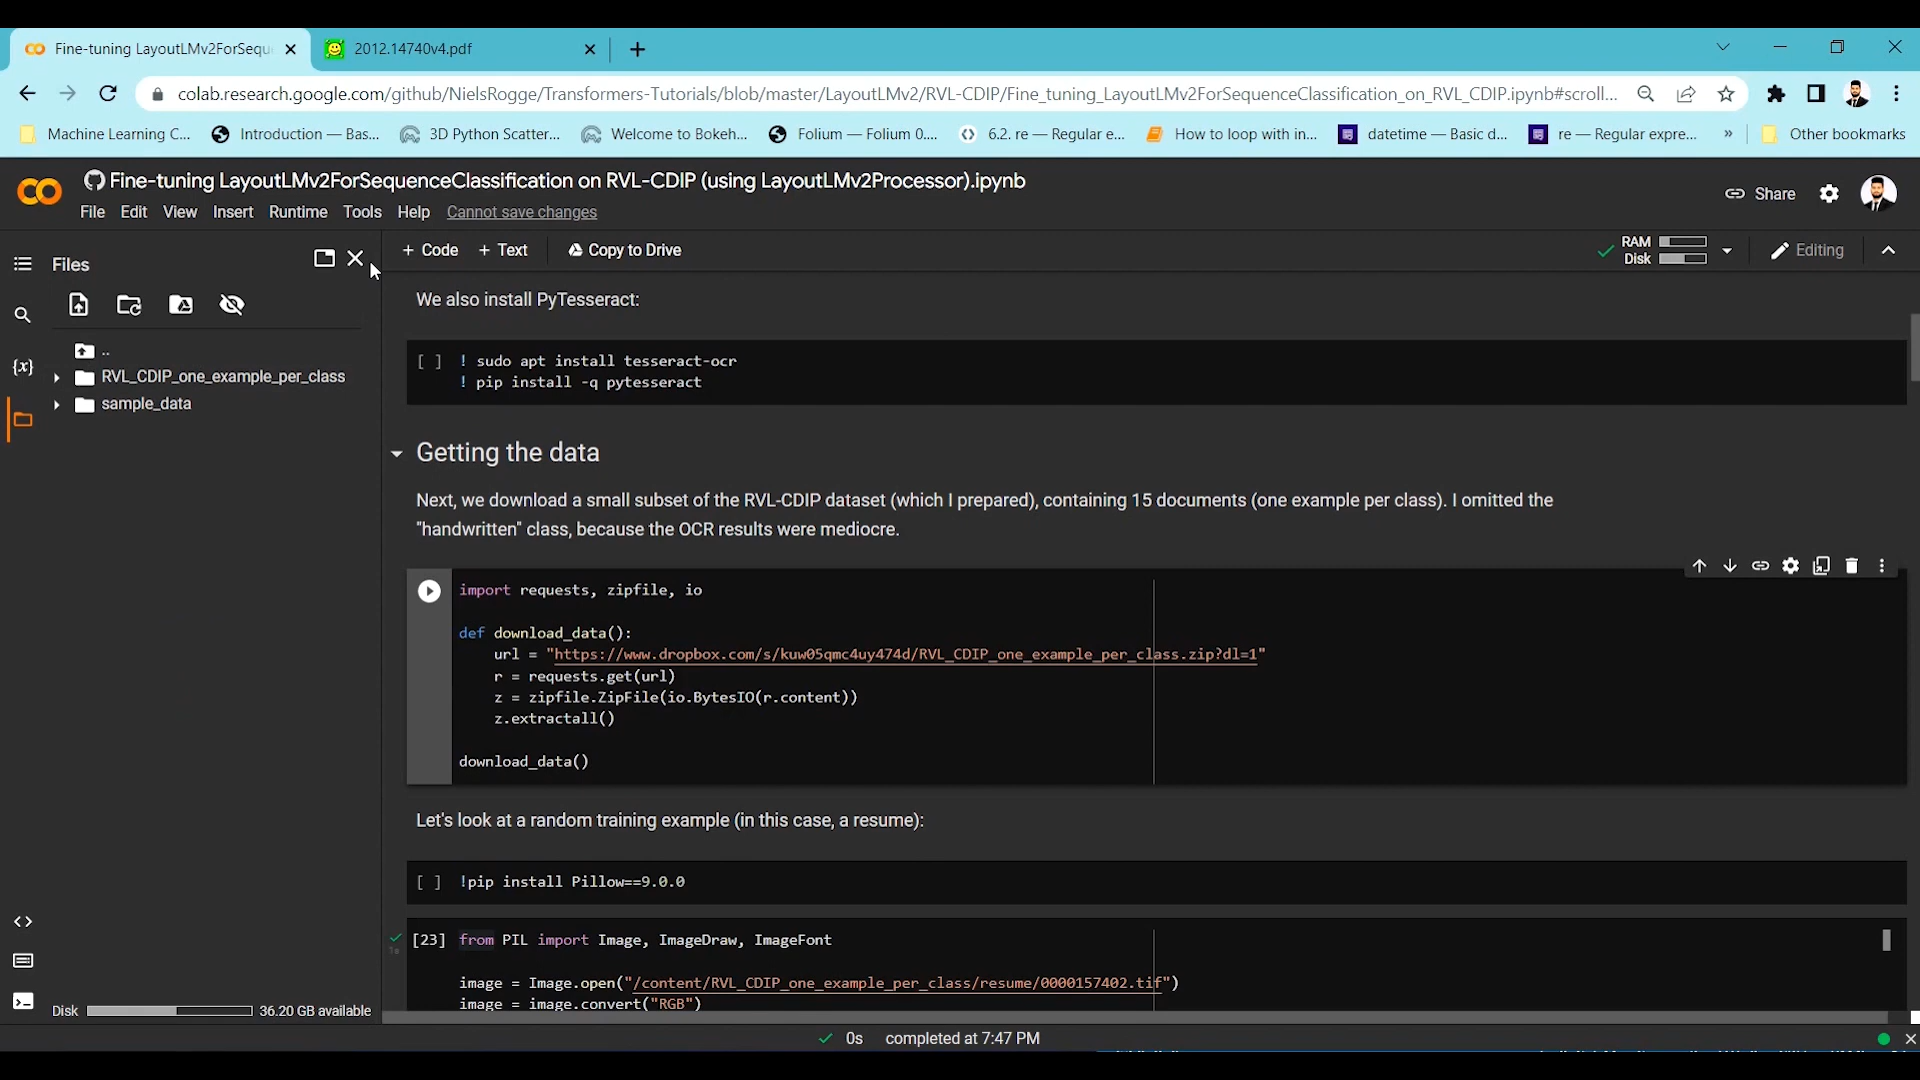 Fine-tuning LayoutLMv2ForSequ
2012.14740v4.pdf
colab.research.google.com/github/NielsRogge/Transformers-Tutorials/blob/master/LayoutLMv2/RVL-CDIP/Fine_tuning_LayoutLMv2ForSequenceClassification_on_RVL_CDIP.ipynb#scroll...
Machine Learning C... Introduction — Bas... 3D Python Scatter... Welcome to Bokeh... Folium — Folium 0.... 6.2. re — Regular e... How to loop with in... datetime — Basic d... re — Regular expre... » Other bookmarks
Fine-tuning LayoutLMv2ForSequenceClassification on RVL-CDIP (using LayoutLMv2Processor).ipynb
Share
File Edit View Insert Runtime Tools Help Cannot save changes
Files
+ Code + Text Copy to Drive
RAM
Disk
Editing
..
RVL_CDIP_one_example_per_class
sample_data
{x}
We also install PyTesseract:
[ ] ! sudo apt install tesseract-ocr
! pip install -q pytesseract
Getting the data
Next, we download a small subset of the RVL-CDIP dataset (which I prepared), containing 15 documents (one example per class). I omitted the
"handwritten" class, because the OCR results were mediocre.
import requests, zipfile, io
def download_data():
url = "https://www.dropbox.com/s/kuw05qmc4uy474d/RVL_CDIP_one_example_per_class.zip?dl=1"
r = requests.get(url)
z = zipfile.ZipFile(io.BytesIO(r.content))
z.extractall()
download_data()
Let's look at a random training example (in this case, a resume):
[ ] !pip install Pillow==9.0.0
[23] from PIL import Image, ImageDraw, ImageFont
image = Image.open("/content/RVL_CDIP_one_example_per_class/resume/0000157402.tif")
image = image.convert("RGB")
Disk 36.20 GB available
0s completed at 7:47 PM